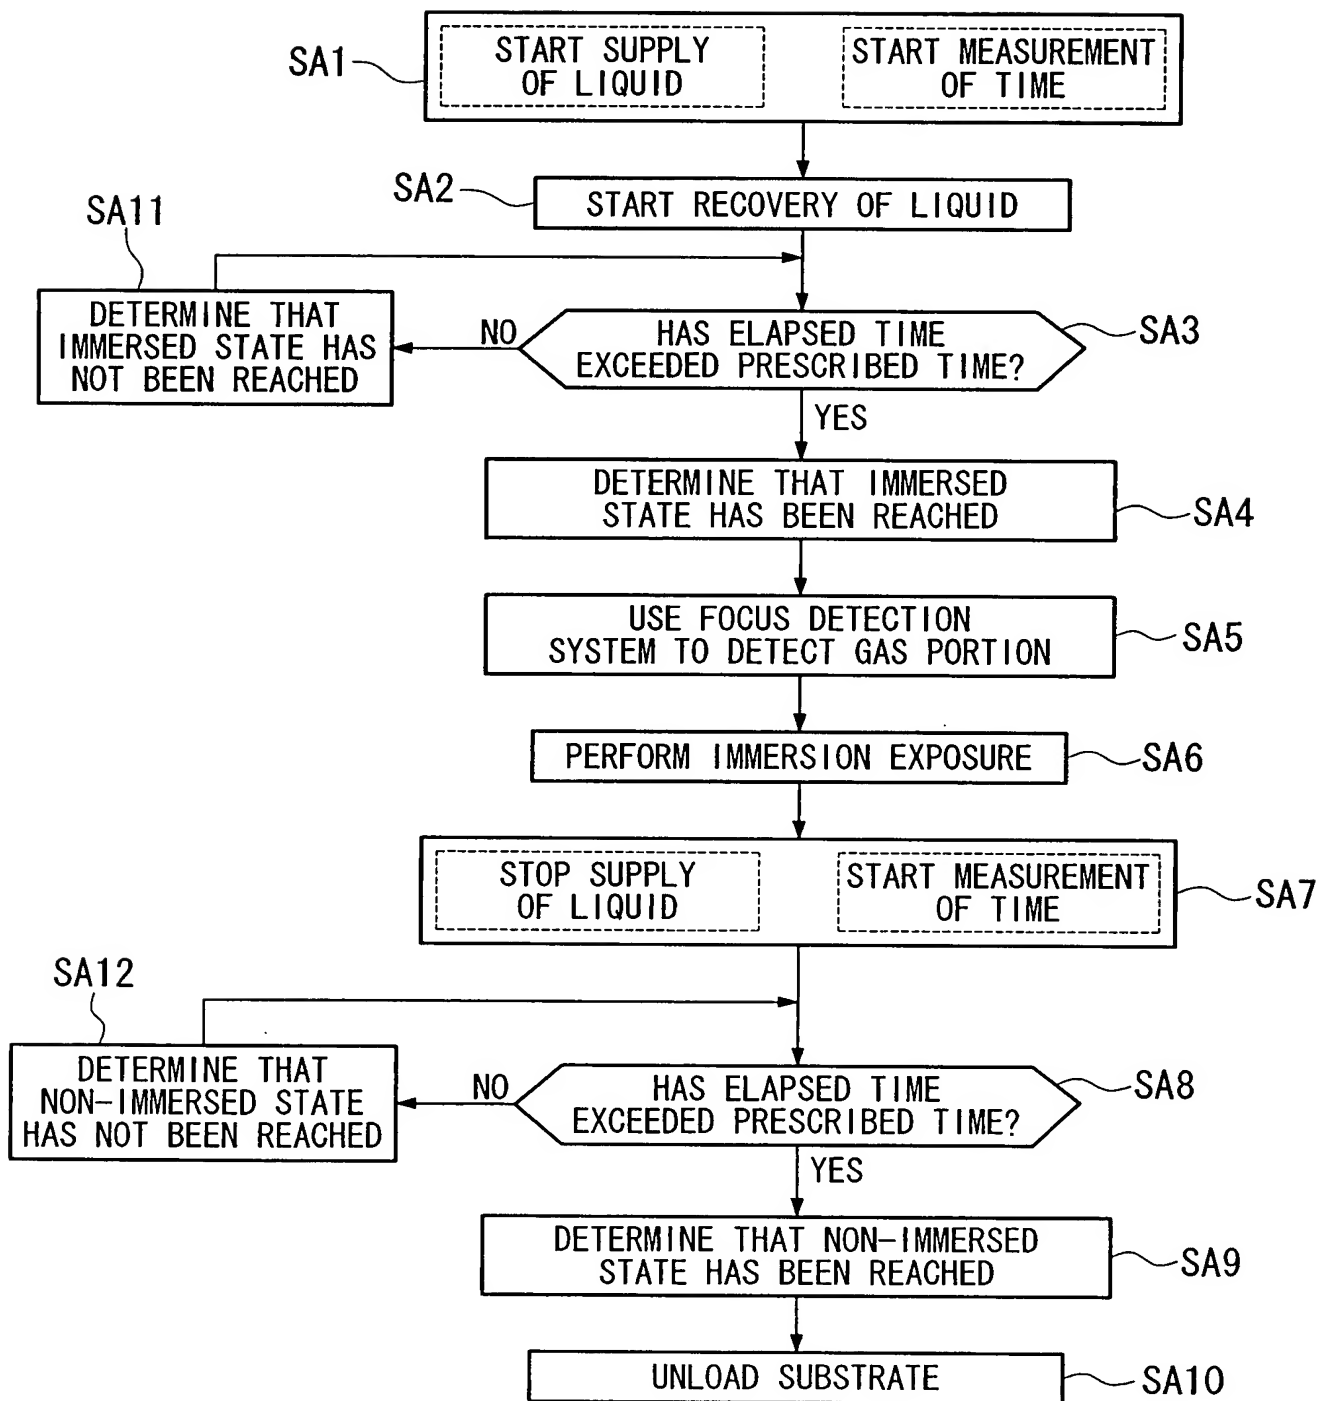 SA1
START SUPPLY
OF LIQUID
START MEASUREMENT
OF TIME
SA2
START RECOVERY OF LIQUID
SA11
DETERMINE THAT
IMMERSED STATE HAS
NOT BEEN REACHED
NO
HAS ELAPSED TIME
EXCEEDED PRESCRIBED TIME?
SA3
YES
DETERMINE THAT IMMERSED
STATE HAS BEEN REACHED
SA4
USE FOCUS DETECTION
SYSTEM TO DETECT GAS PORTION
SA5
PERFORM IMMERSION EXPOSURE
SA6
STOP SUPPLY
OF LIQUID
START MEASUREMENT
OF TIME
SA7
SA12
DETERMINE THAT
NON-IMMERSED STATE
HAS NOT BEEN REACHED
NO
HAS ELAPSED TIME
EXCEEDED PRESCRIBED TIME?
SA8
YES
DETERMINE THAT NON-IMMERSED
STATE HAS BEEN REACHED
SA9
UNLOAD SUBSTRATE
SA10